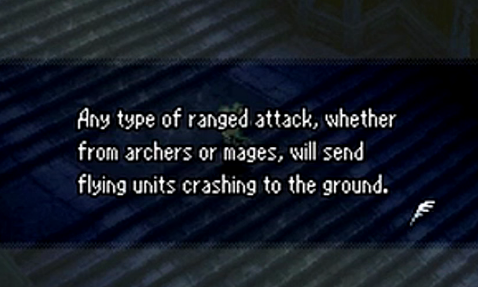 Any type of ranged attack, whether
from archers or mages, will send
flying units crashing to the ground.